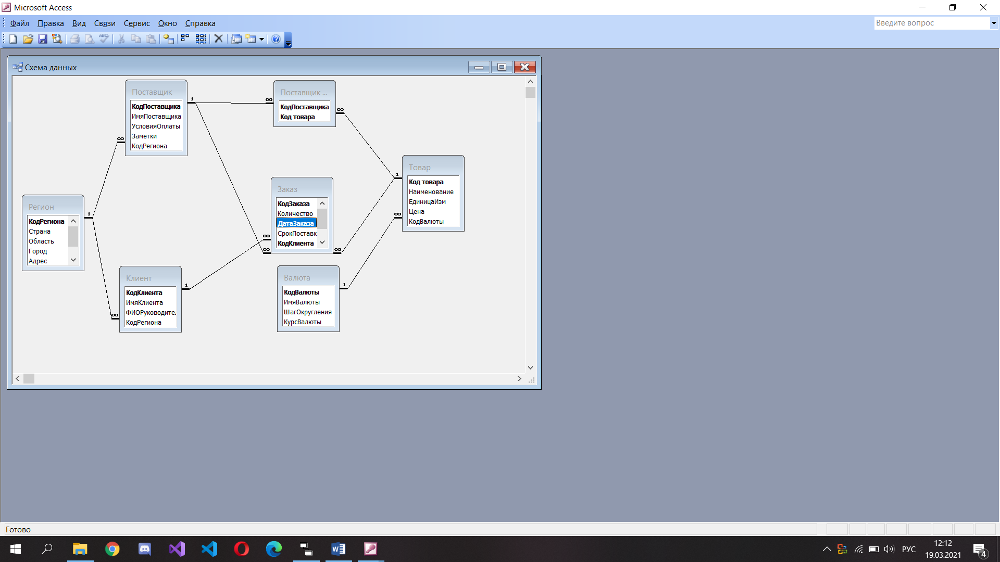 Microsoft Access
Файл Правка Вид Связи Сервис Окно Справка
Введите вопрос
Схема данных
Поставщик
КодПоставщика
ИмяПоставщика
УсловияОплаты
Заметки
КодРегиона
Поставщик ...
КодПоставщика
Код товара
Товар
Код товара
Наименование
ЕдиницаИзм
Цена
КодВалюты
Заказ
КодЗаказа
Количество
ДатаЗаказа
СрокПоставк
КодКлиента
Регион
КодРегиона
Страна
Область
Город
Адрес
Клиент
КодКлиента
ИмяКлиента
ФИОРуководител
КодРегиона
Валюта
КодВалюты
ИмяВалюты
ШагОкругления
КурсВалюты
1
∞
∞
∞
1
1
∞
∞
∞
∞
1
1
∞
Готово
РУС
12:12
19.03.2021
4